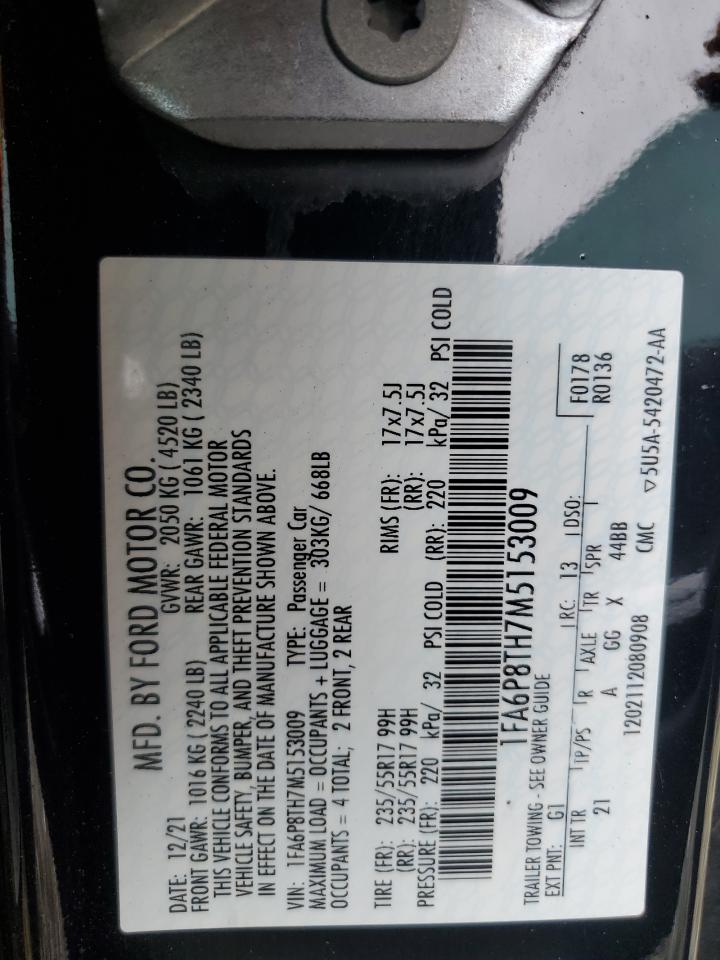 MFD. BY FORD MOTOR CO.
DATE: 12/21 GVWR: 2050 KG ( 4520 LB)
FRONT GAWR: 1016 KG ( 2240 LB) REAR GAWR: 1061 KG ( 2340 LB)
THIS VEHICLE CONFORMS TO ALL APPLICABLE FEDERAL MOTOR
VEHICLE SAFETY, BUMPER, AND THEFT PREVENTION STANDARDS
IN EFFECT ON THE DATE OF MANUFACTURE SHOWN ABOVE.
VIN: 1FA6P8TH7M5153009 TYPE: Passenger Car
MAXIMUM LOAD = OCCUPANTS + LUGGAGE = 303KG/ 668LB
OCCUPANTS = 4 TOTAL; 2 FRONT, 2 REAR
TIRE (FR): 235/55R17 99H RIMS (FR): 17x7.5J
(RR): 235/55R17 99H (RR): 17x7.5J
PRESSURE (FR): 220 kPa/ 32 PSI COLD (RR): 220 kPa/ 32 PSI COLD
1FA6P8TH7M5153009
TRAILER TOWING - SEE OWNER GUIDE
EXT PNT: G1 RC: 13 DSO: F0178
R0136
INT TR TP/PS R AXLE TR SPR
21 A GG X 44BB
1202112080908 CMC ▽5U5A-5420472-AA